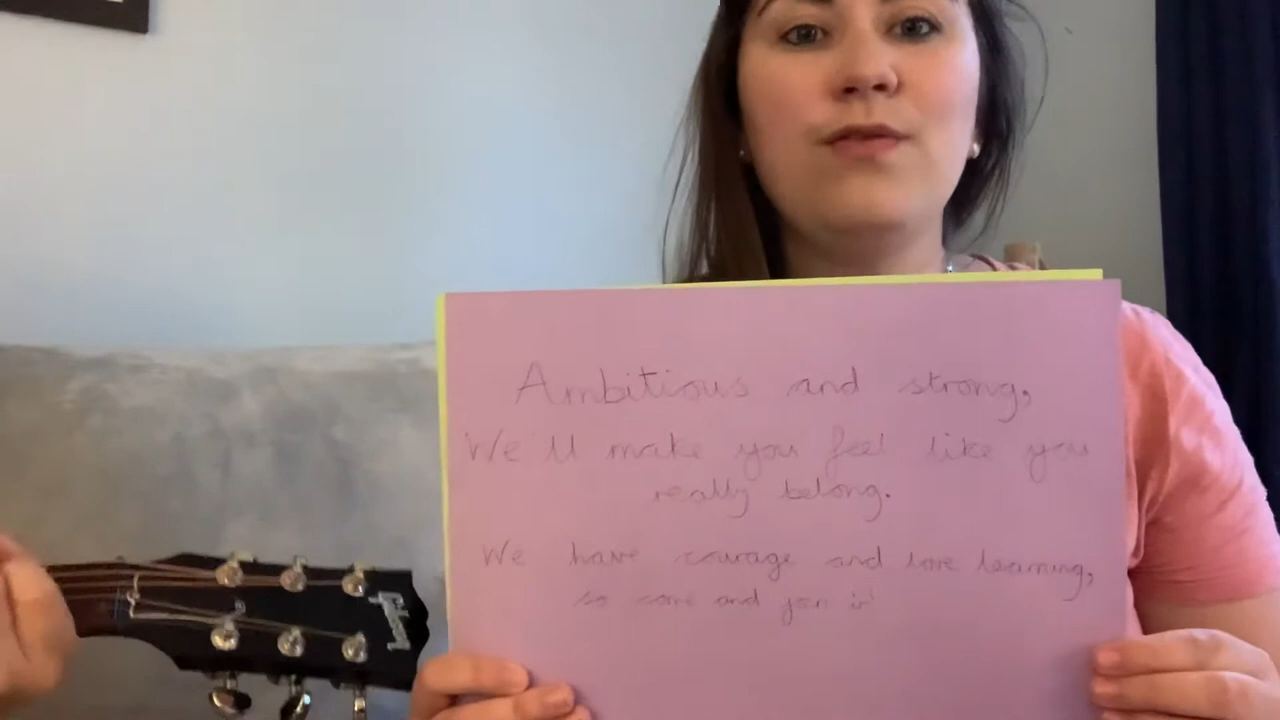 Ambitious and strong,
We'll make you feel like you
really belong.
We have courage and love learning,
so come and join in!
Gibson